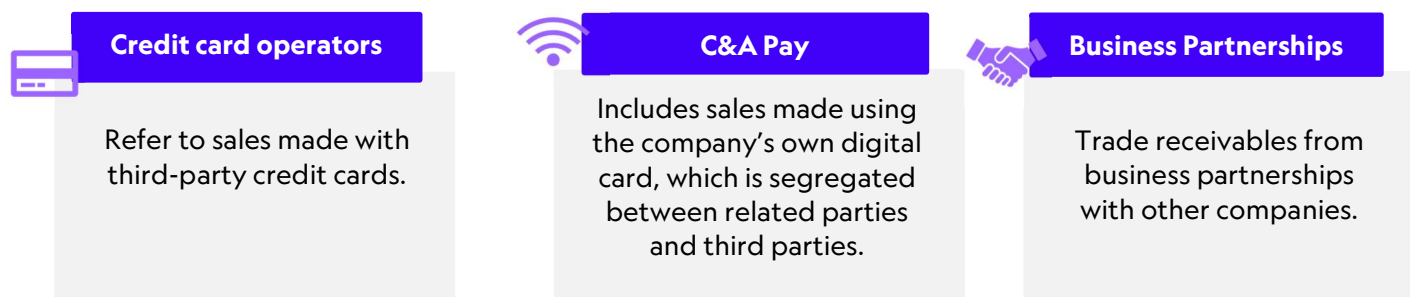 Credit card operators
Refer to sales made with
third-party credit cards.
C&A Pay
Includes sales made using
the company’s own digital
card, which is segregated
between related parties
and third parties.
Business Partnerships
Trade receivables from
business partnerships
with other companies.